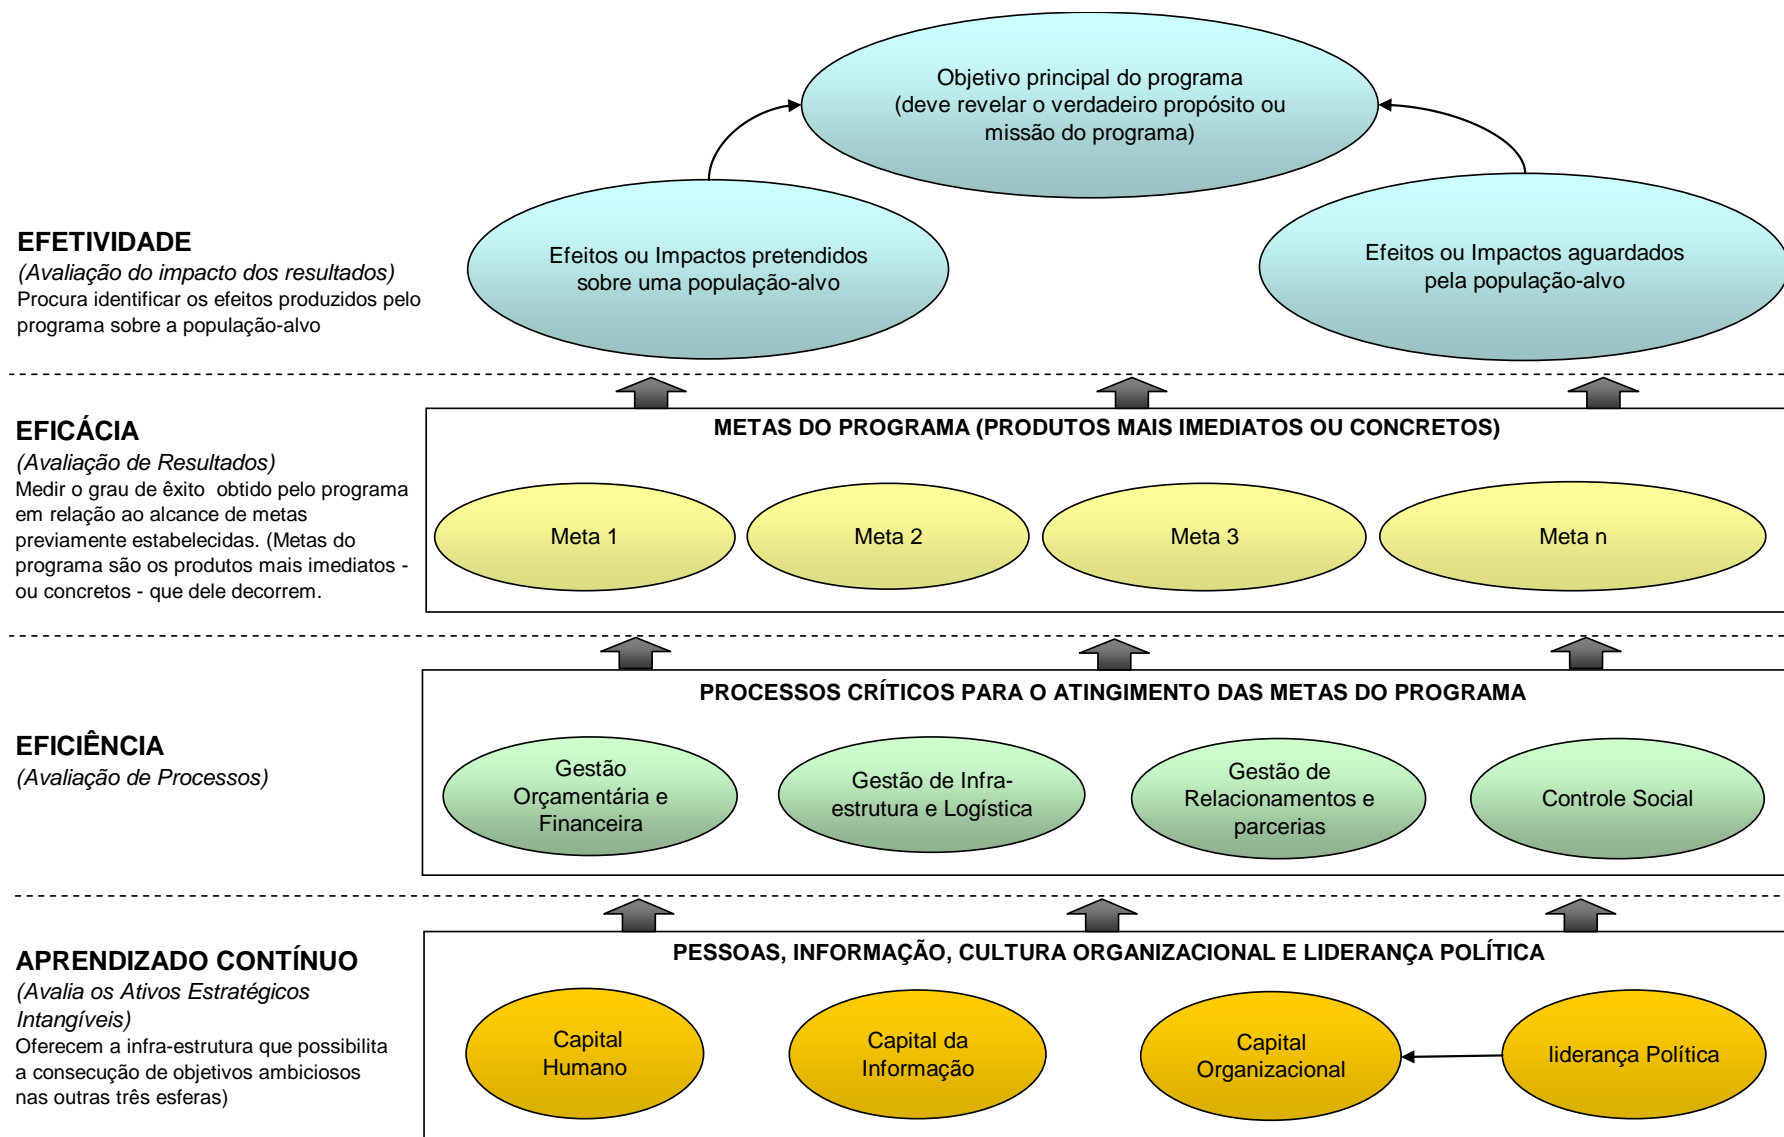 Objetivo principal do programa
(deve revelar o verdadeiro propósito ou
missão do programa)
EFETIVIDADE
(Avaliação do impacto dos resultados)
Procura identificar os efeitos produzidos pelo
programa sobre a população-alvo
Efeitos ou Impactos pretendidos
sobre uma população-alvo
Efeitos ou Impactos aguardados
pela população-alvo
EFICÁCIA
(Avaliação de Resultados)
Medir o grau de êxito  obtido pelo programa
em relação ao alcance de metas
previamente estabelecidas. (Metas do
programa são os produtos mais imediatos -
ou concretos - que dele decorrem.
METAS DO PROGRAMA (PRODUTOS MAIS IMEDIATOS OU CONCRETOS)
Meta 1
Meta 2
Meta 3
Meta n
EFICIÊNCIA
(Avaliação de Processos)
PROCESSOS CRÍTICOS PARA O ATINGIMENTO DAS METAS DO PROGRAMA
Gestão
Orçamentária e
Financeira
Gestão de Infra-
estrutura e Logística
Gestão de
Relacionamentos e
parcerias
Controle Social
APRENDIZADO CONTÍNUO
(Avalia os Ativos Estratégicos
Intangíveis)
Oferecem a infra-estrutura que possibilita
a consecução de objetivos ambiciosos
nas outras três esferas)
PESSOAS, INFORMAÇÃO, CULTURA ORGANIZACIONAL E LIDERANÇA POLÍTICA
Capital
Humano
Capital da
Informação
Capital
Organizacional
liderança Política